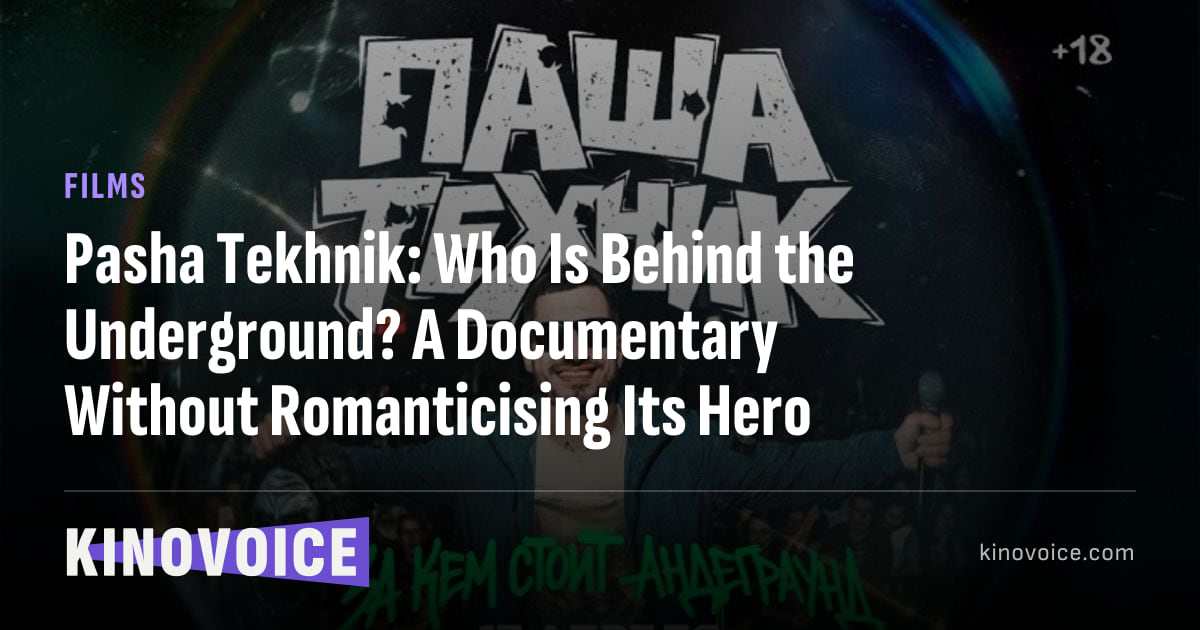 ПАША
ТЕХНИК
+18
FILMS
Pasha Tekhnik: Who Is Behind the
Underground? A Documentary
Without Romanticising Its Hero
KINOVOICE
kinovoice.com
ЗА КЕМ СТОИТ АНДЕГРАУНД